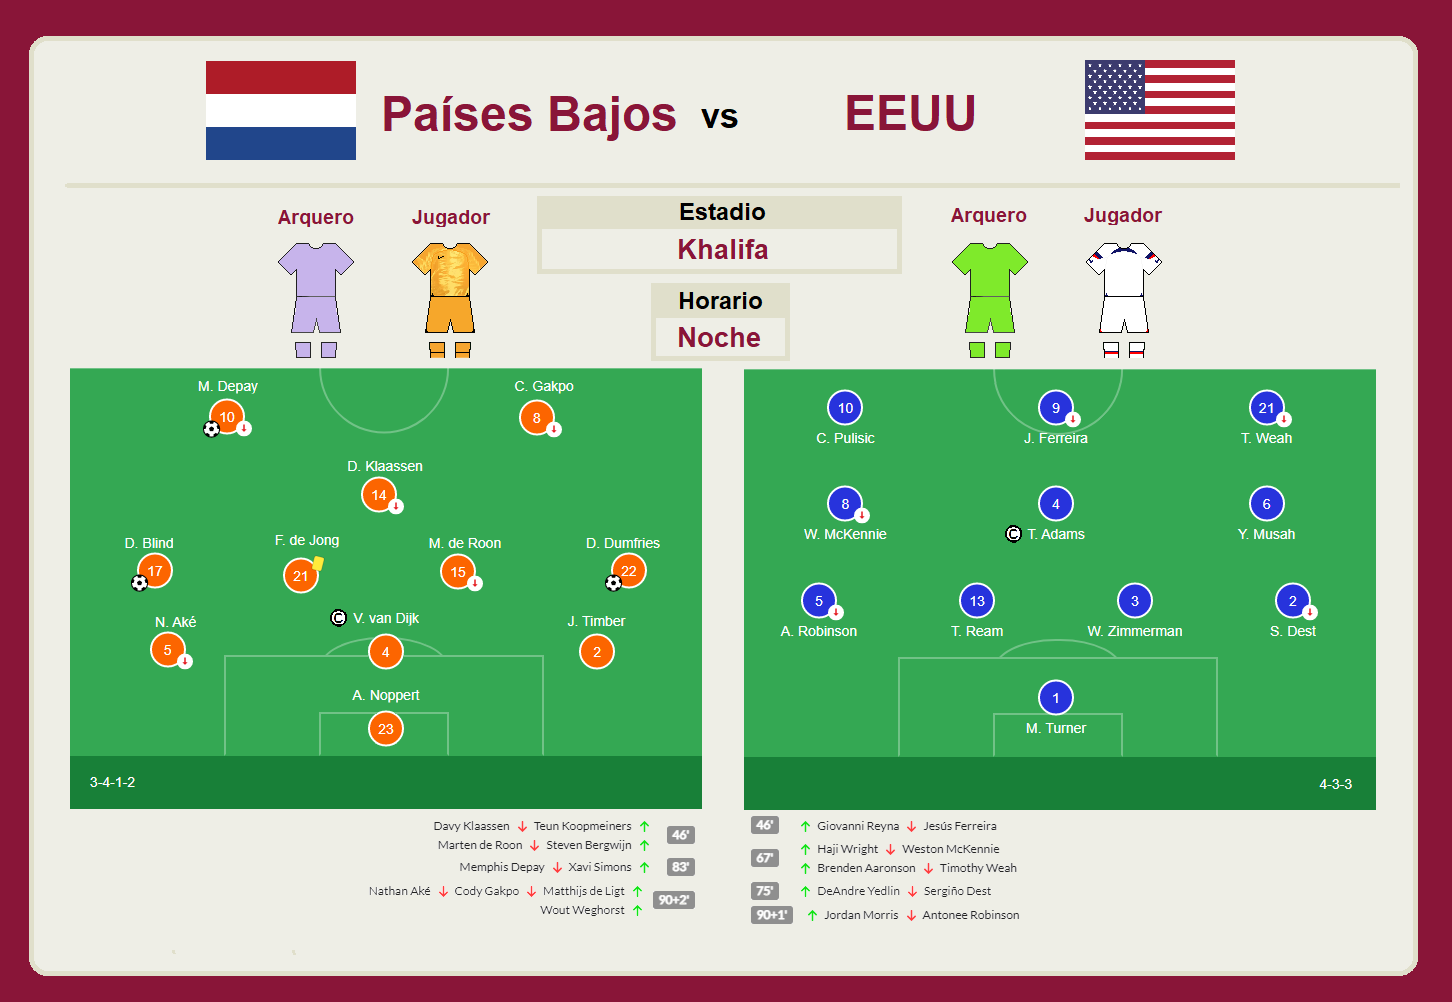 Países Bajos vs EEUU
Arquero Jugador
Estadio
Khalifa
Horario
Noche
Arquero Jugador
M. Depay C. Gakpo
10 8
D. Klaassen
14
D. Blind F. de Jong M. de Roon D. Dumfries
17 21 15 22
N. Aké © V. van Dijk J. Timber
5 4 2
A. Noppert
23
3-4-1-2
10 9 21
C. Pulisic J. Ferreira T. Weah
8 4 6
W. McKennie © T. Adams Y. Musah
5 13 3 2
A. Robinson T. Ream W. Zimmerman S. Dest
1
M. Turner
4-3-3
Davy Klaassen ↓ Teun Koopmeiners ↑ 46'
Marten de Roon ↓ Steven Bergwijn ↑
Memphis Depay ↓ Xavi Simons ↑ 83'
Nathan Aké ↓ Cody Gakpo ↓ Matthijs de Ligt ↑ 90+2'
Wout Weghorst ↑
46' ↑ Giovanni Reyna ↓ Jesús Ferreira
67' ↑ Haji Wright ↓ Weston McKennie
↑ Brenden Aaronson ↓ Timothy Weah
75' ↑ DeAndre Yedlin ↓ Sergiño Dest
90+1' ↑ Jordan Morris ↓ Antonee Robinson